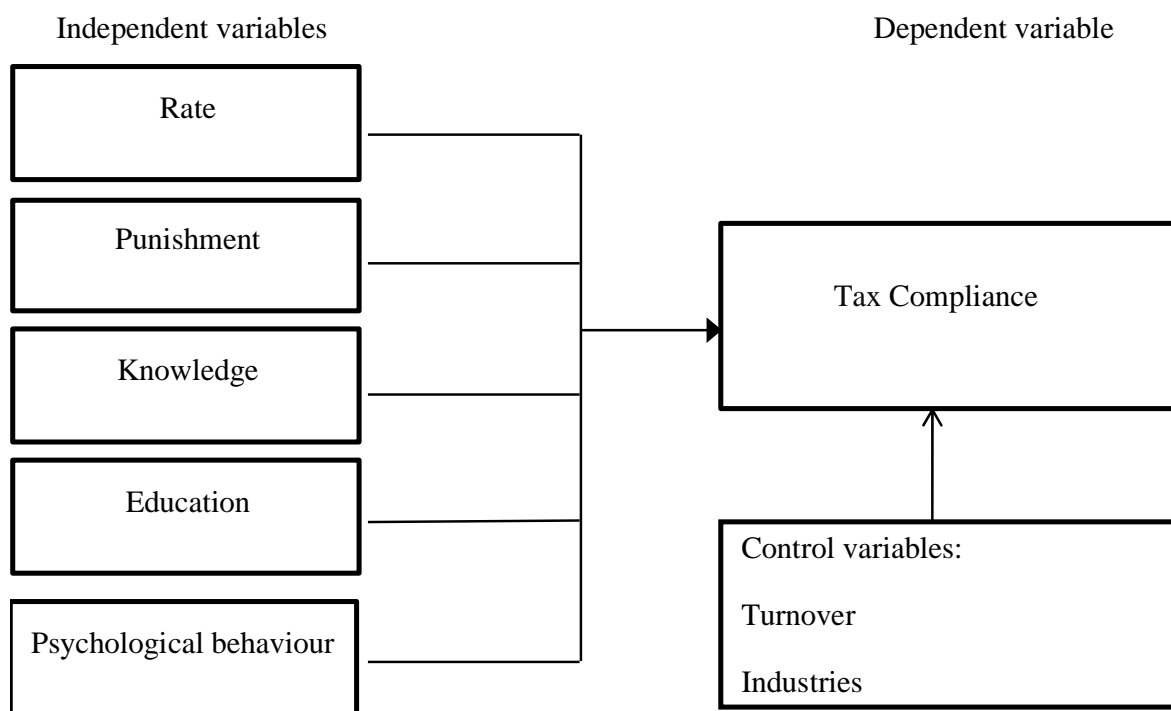 Independent variables
Dependent variable
Rate
Punishment
Knowledge
Education
Psychological behaviour
Tax Compliance
Control variables:
Turnover
Industries